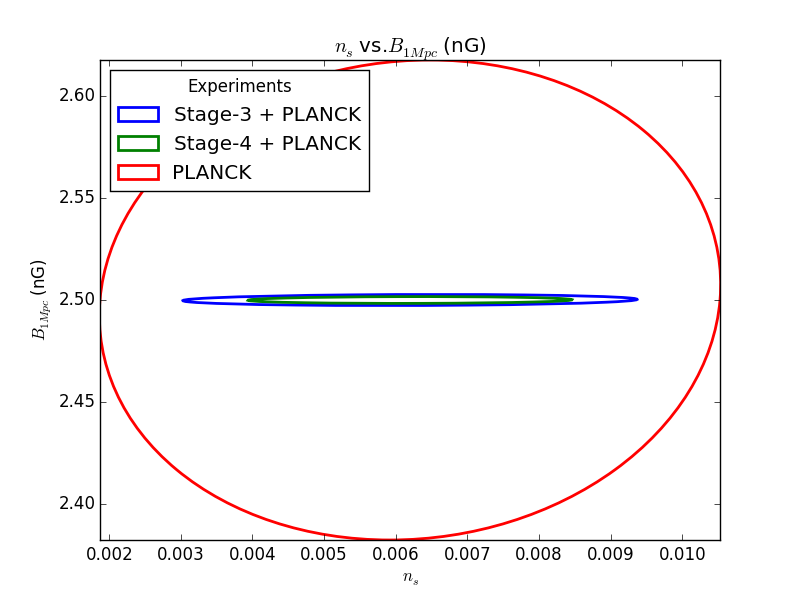 n_s vs.B_{1Mpc} (nG)
Experiments
Stage-3 + PLANCK
Stage-4 + PLANCK
PLANCK
2.60
2.55
2.50
2.45
2.40
B_{1Mpc} (nG)
0.002 0.003 0.004 0.005 0.006 0.007 0.008 0.009 0.010
n_s